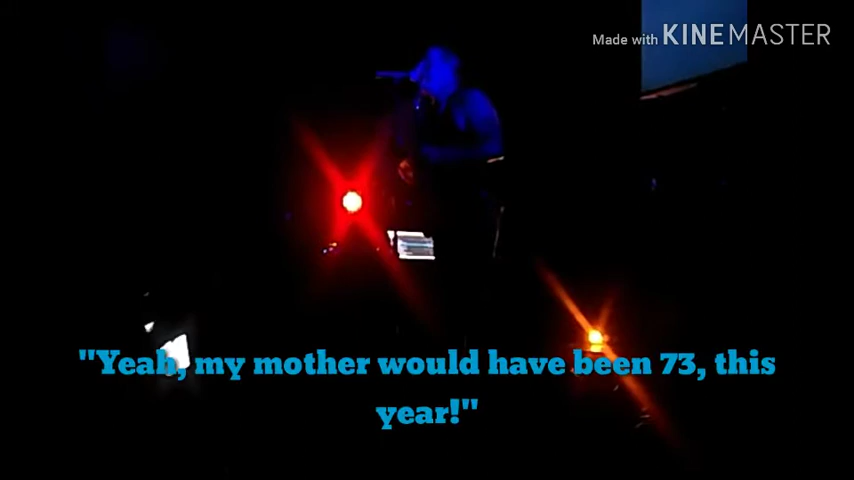 Made with KINEMASTER
"Yeah, my mother would have been 73, this
year!"